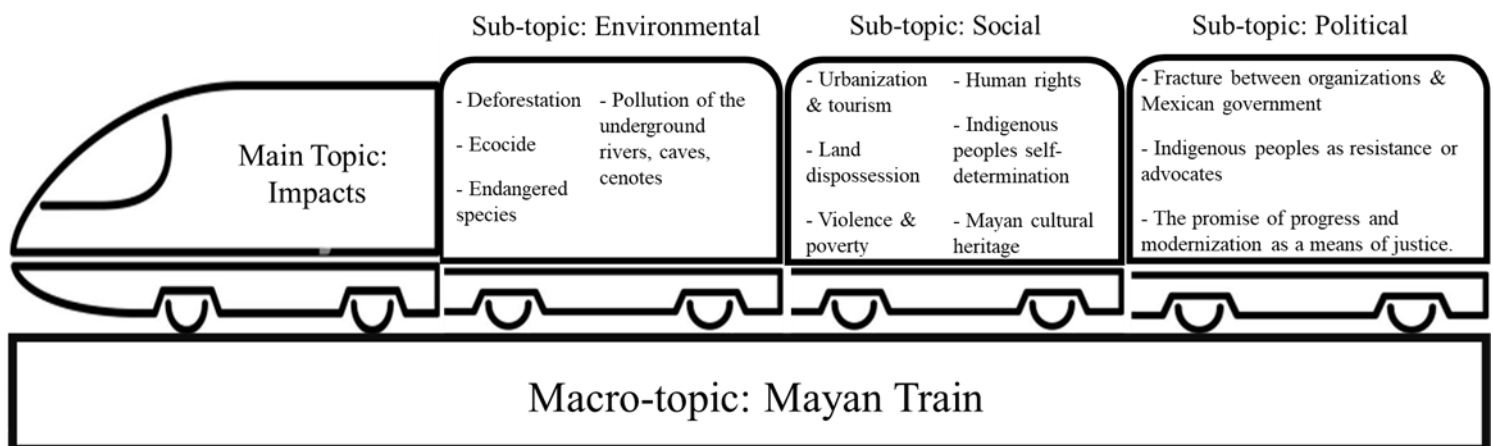 Sub-topic: Environmental
Sub-topic: Social
Sub-topic: Political
Main Topic:
Impacts
- Deforestation
- Ecocide
- Endangered
species
- Pollution of the
underground
rivers, caves,
cenotes
- Urbanization
& tourism
- Land
dispossession
- Violence &
poverty
- Human rights
- Indigenous
peoples self-
determination
- Mayan cultural
heritage
- Fracture between organizations &
Mexican government
- Indigenous peoples as resistance or
advocates
- The promise of progress and
modernization as a means of justice.
Macro-topic: Mayan Train